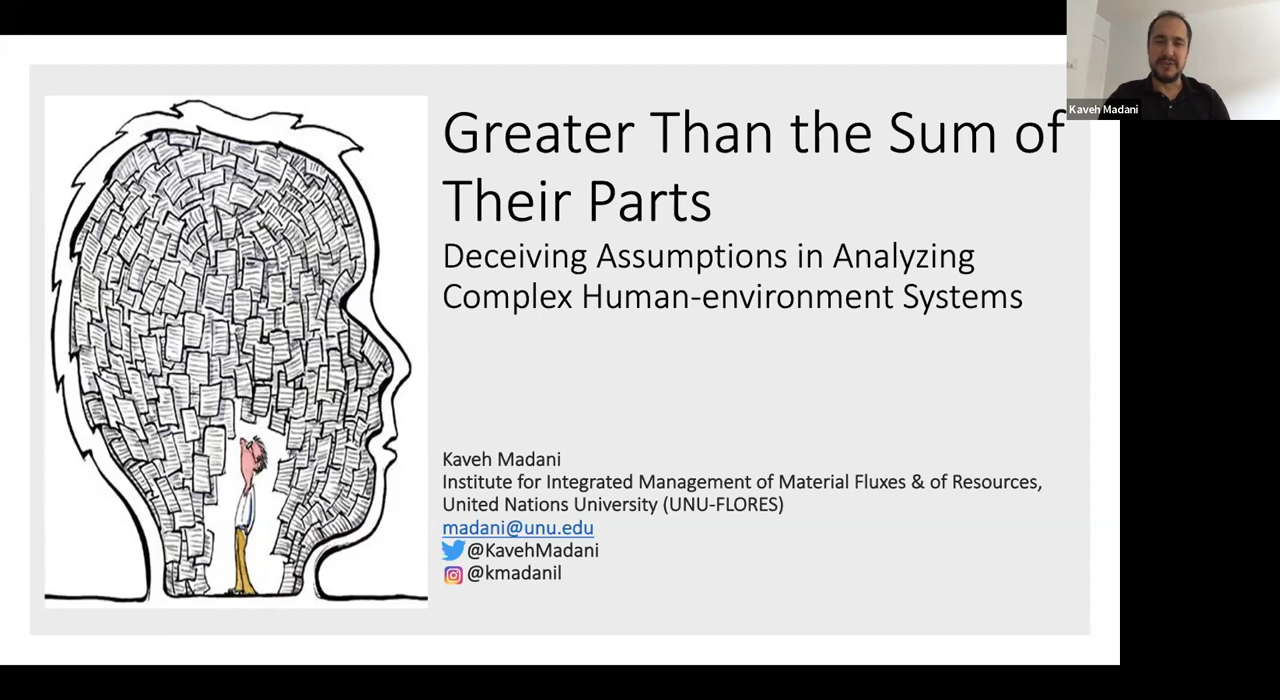 Greater Than the Sum of
Their Parts
Deceiving Assumptions in Analyzing
Complex Human-environment Systems
Kaveh Madani
Institute for Integrated Management of Material Fluxes & of Resources,
United Nations University (UNU-FLORES)
madani@unu.edu
@KavehMadani
@kmadanil
Kaveh Madani